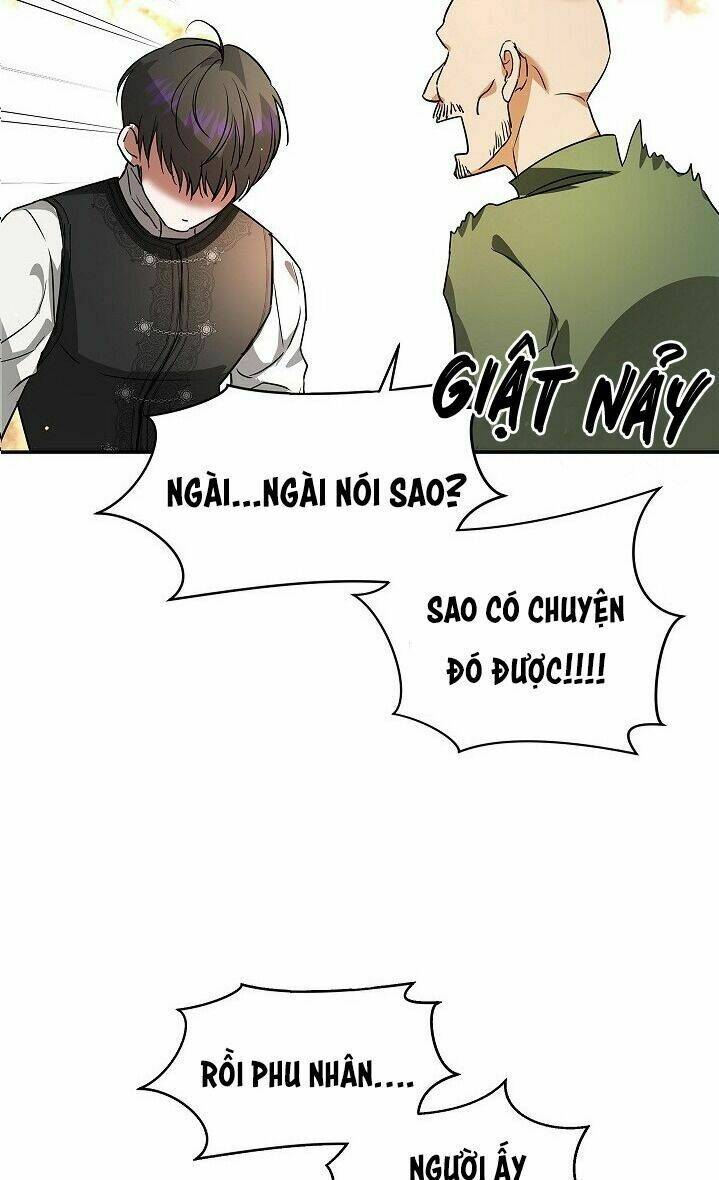 GIẬT NẢY
NGÀI...NGÀI NÓI SAO?
SAO CÓ CHUYỆN
ĐÓ ĐƯỢC!!!!
RỒI PHU NHÂN....
NGƯỜI ẤY